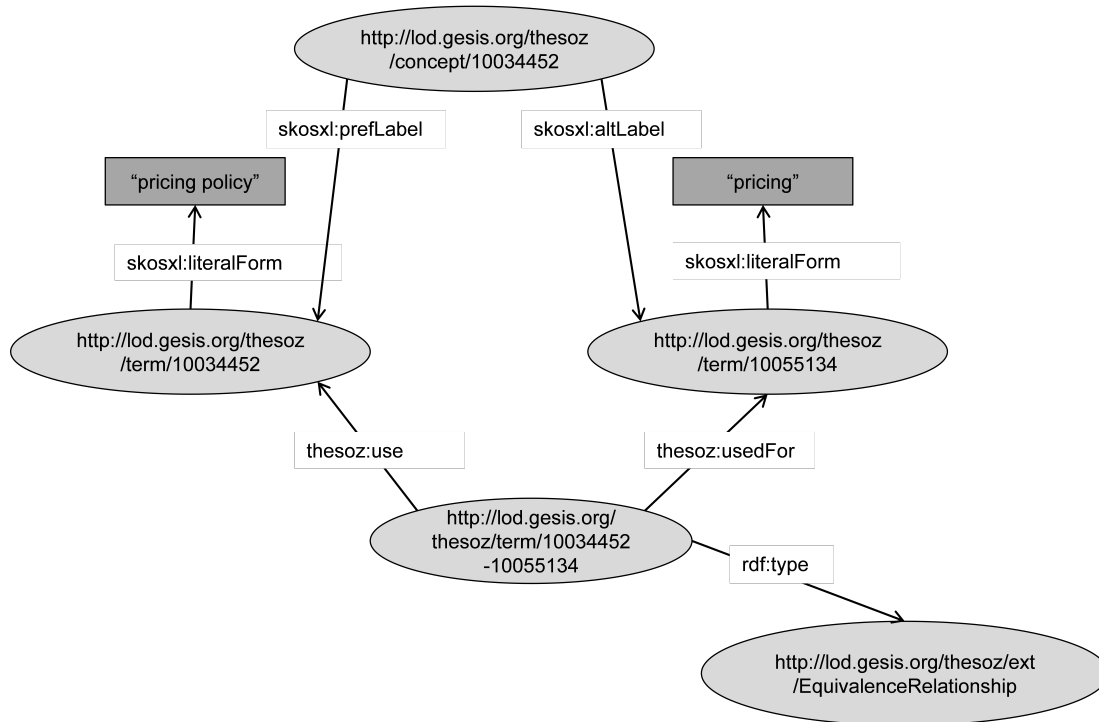 http://lod.gesis.org/thesoz
/concept/10034452
skosxl:prefLabel
skosxl:altLabel
“pricing policy”
“pricing”
skosxl:literalForm
skosxl:literalForm
http://lod.gesis.org/thesoz
/term/10034452
http://lod.gesis.org/thesoz
/term/10055134
thesoz:use
thesoz:usedFor
http://lod.gesis.org/
thesoz/term/10034452
-10055134
rdf:type
http://lod.gesis.org/thesoz/ext
/EquivalenceRelationship